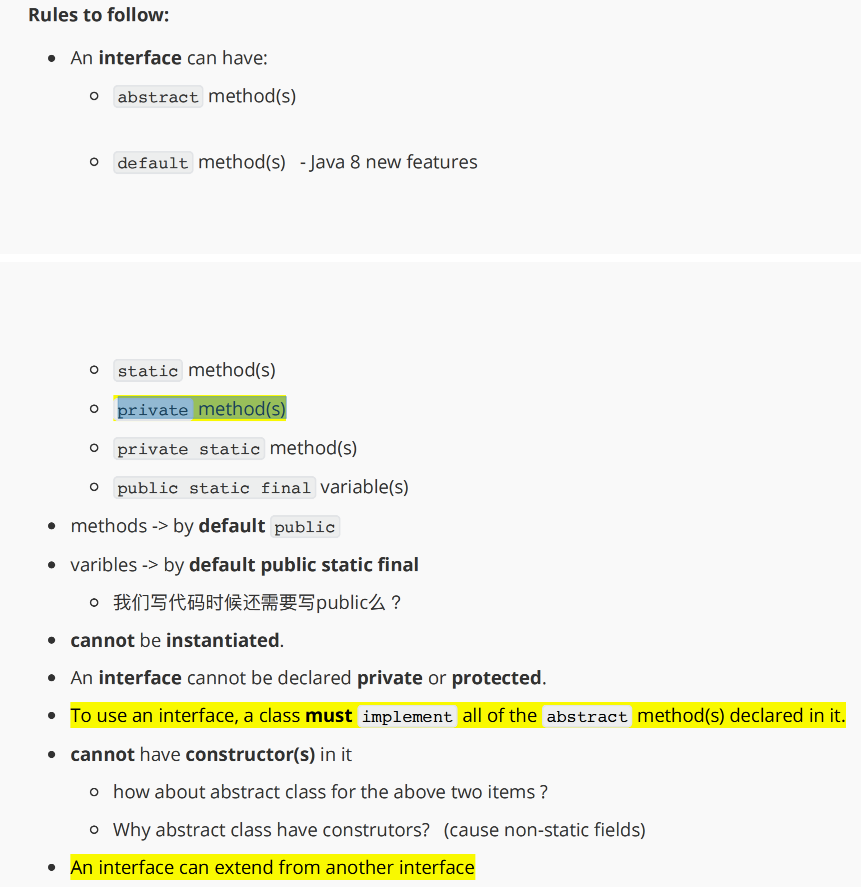 Rules to follow:
An interface can have:
abstract method(s)
default method(s) - Java 8 new features
static method(s)
private method(s)
private static method(s)
public static final variable(s)
methods -> by default public
varibles -> by default public static final
我们写代码时候还需要写public么？
cannot be instantiated.
An interface cannot be declared private or protected.
To use an interface, a class must implement all of the abstract method(s) declared in it.
cannot have constructor(s) in it
how about abstract class for the above two items ?
Why abstract class have construtors? (cause non-static fields)
An interface can extend from another interface